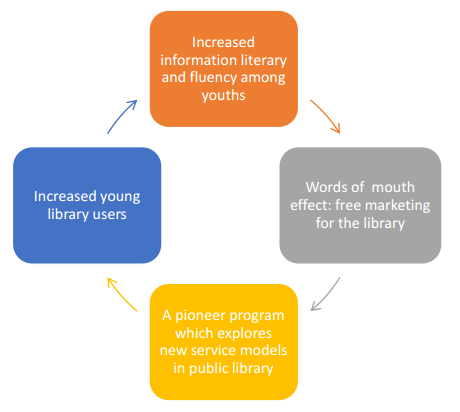 Increased
information literary
and fluency among
youths
Words of mouth
effect: free marketing
for the library
A pioneer program
which explores
new service models
in public library
Increased young
library users